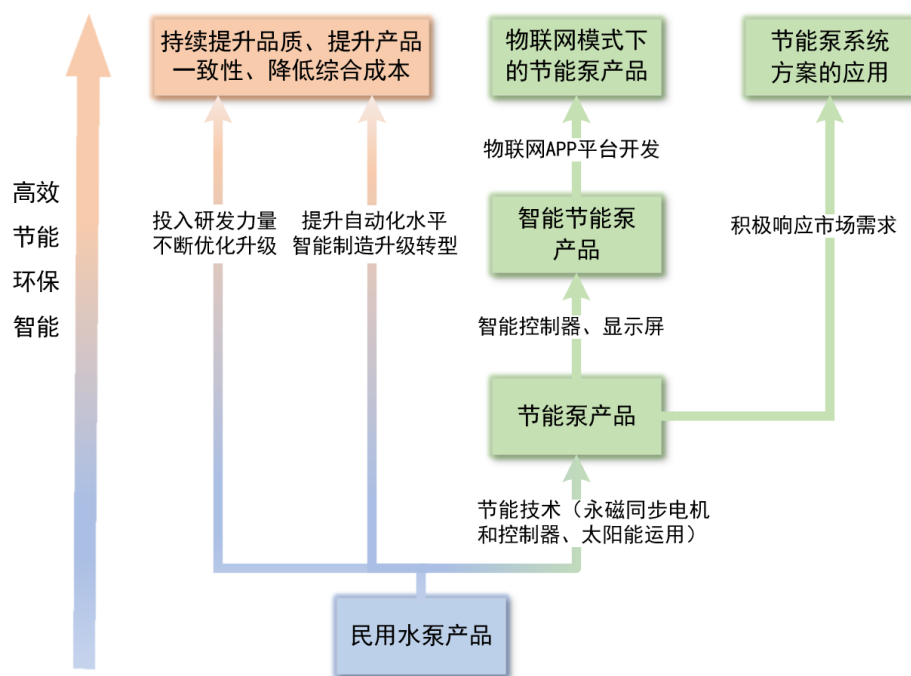 持续提升品质、提升产品
一致性、降低综合成本
物联网模式下
的节能泵产品
节能泵系统
方案的应用
物联网APP平台开发
高效
节能
环保
智能
投入研发力量
不断优化升级
提升自动化水平
智能制造升级转型
智能节能泵
产品
积极响应市场需求
智能控制器、显示屏
节能泵产品
节能技术（永磁同步电机
和控制器、太阳能运用）
民用水泵产品